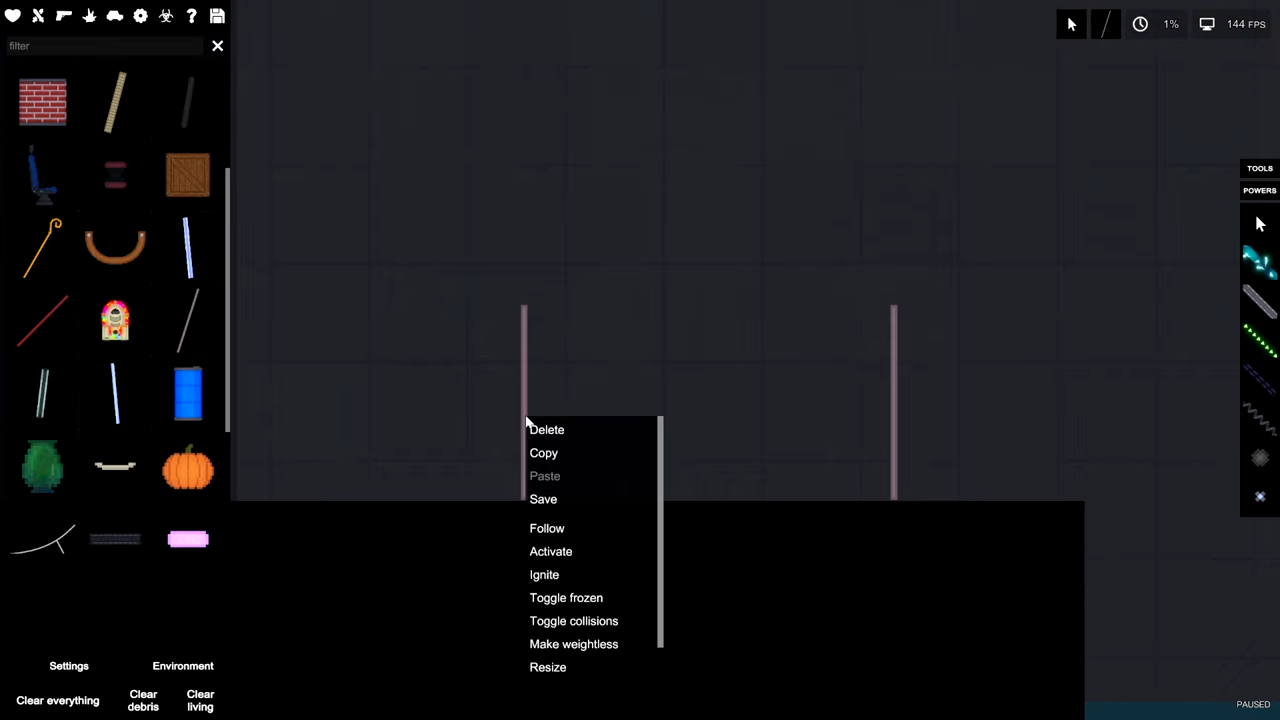 1%
144 FPS
filter
TOOLS
POWERS
Delete
Copy
Paste
Save
Follow
Activate
Ignite
Toggle frozen
Toggle collisions
Make weightless
Resize
Settings
Environment
Clear everything
Clear
debris
Clear
living
PAUSED